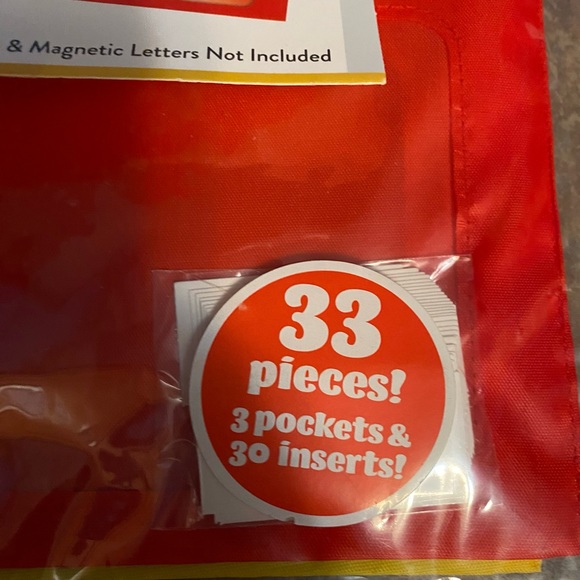 & Magnetic Letters Not Included
33
pieces!
3 pockets &
30 inserts!